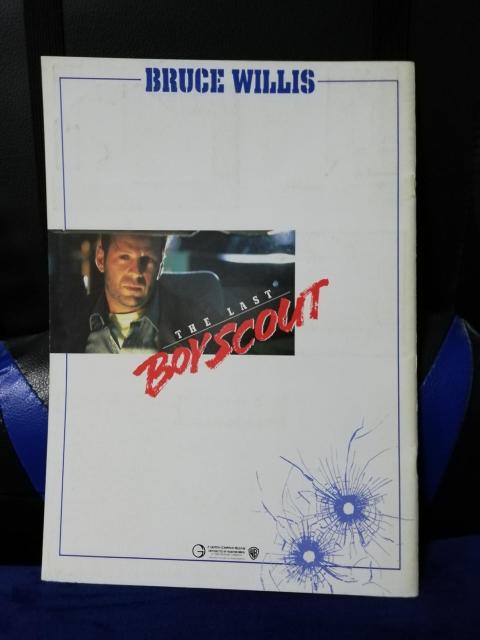 BRUCE WILLIS
THE LAST
BOYSCOUT